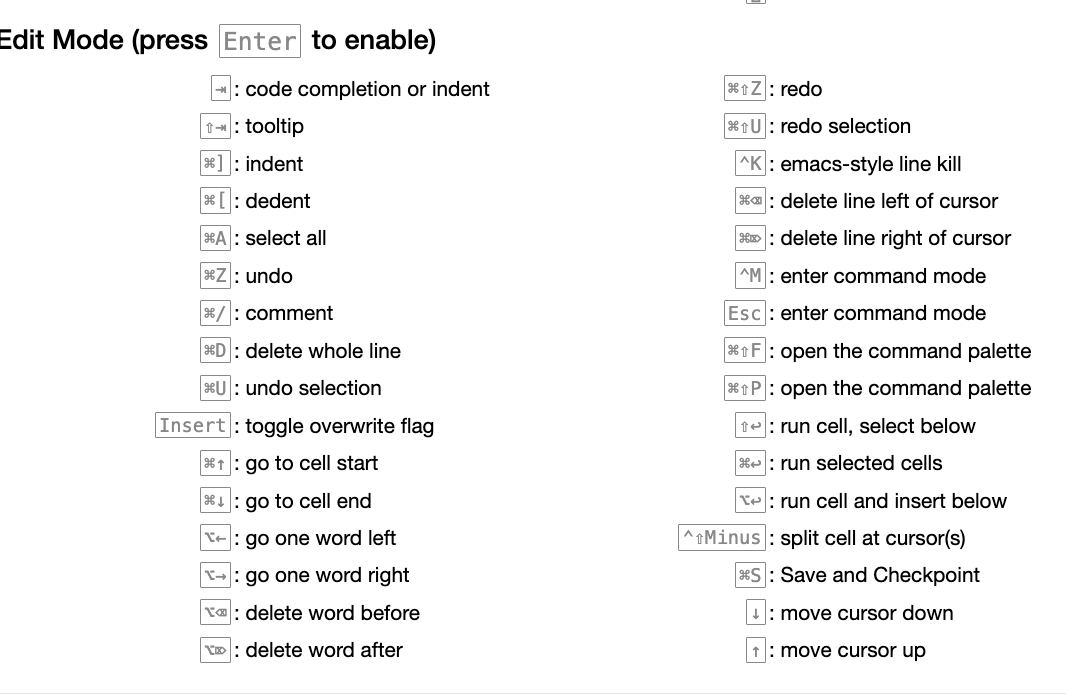 Edit Mode (press Enter to enable)
⇥ : code completion or indent
⇧⇥ : tooltip
⌘] : indent
⌘[ : dedent
⌘A : select all
⌘Z : undo
⌘/ : comment
⌘D : delete whole line
⌘U : undo selection
Insert : toggle overwrite flag
⌘↑ : go to cell start
⌘↓ : go to cell end
⌥← : go one word left
⌥→ : go one word right
⌥⌫ : delete word before
⌥⌦ : delete word after
⌘⇧Z : redo
⌘⇧U : redo selection
^K : emacs-style line kill
⌘⌫ : delete line left of cursor
⌘⌦ : delete line right of cursor
^M : enter command mode
Esc : enter command mode
⌘⇧F : open the command palette
⌘⇧P : open the command palette
⇧↩ : run cell, select below
⌘↩ : run selected cells
⌥↩ : run cell and insert below
^⇧Minus : split cell at cursor(s)
⌘S : Save and Checkpoint
↓ : move cursor down
↑ : move cursor up